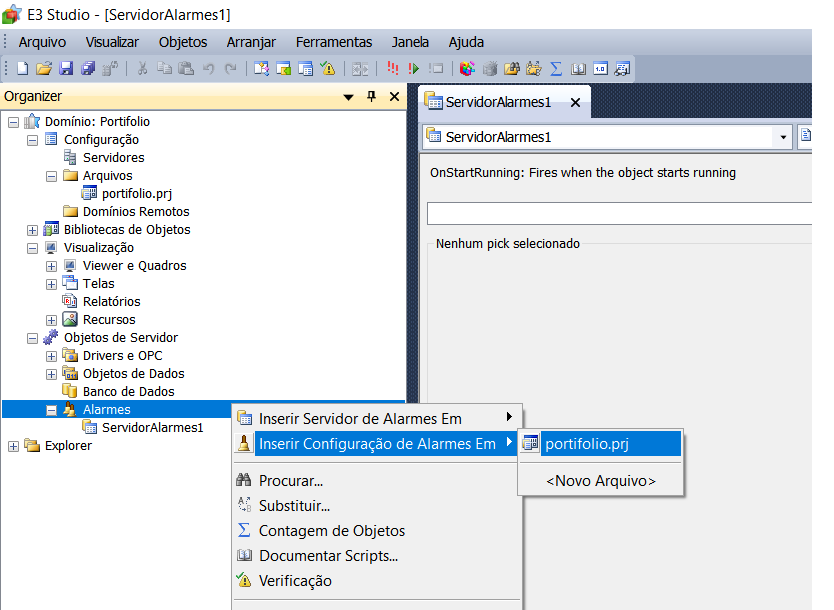 E3 Studio - [ServidorAlarmes1]
Arquivo Visualizar Objetos Arranjar Ferramentas Janela Ajuda
Organizer
Domínio: Portifolio
Configuração
Servidores
Arquivos
portifolio.prj
Domínios Remotos
Bibliotecas de Objetos
Visualização
Viewer e Quadros
Telas
Relatórios
Recursos
Objetos de Servidor
Drivers e OPC
Objetos de Dados
Banco de Dados
Alarmes
ServidorAlarmes1
Explorer
ServidorAlarmes1
ServidorAlarmes1
OnStartRunning: Fires when the object starts running
Nenhum pick selecionado
Inserir Servidor de Alarmes Em
Inserir Configuração de Alarmes Em
Procurar...
Substituir...
Contagem de Objetos
Documentar Scripts...
Verificação
portifolio.prj
<Novo Arquivo>